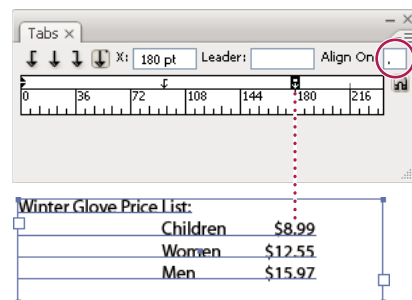 Tabs ×
X: 180 pt Leader: Align On: .
0 36 72 108 144 180 216
Winter Glove Price List:
Children $8.99
Women $12.55
Men $15.97